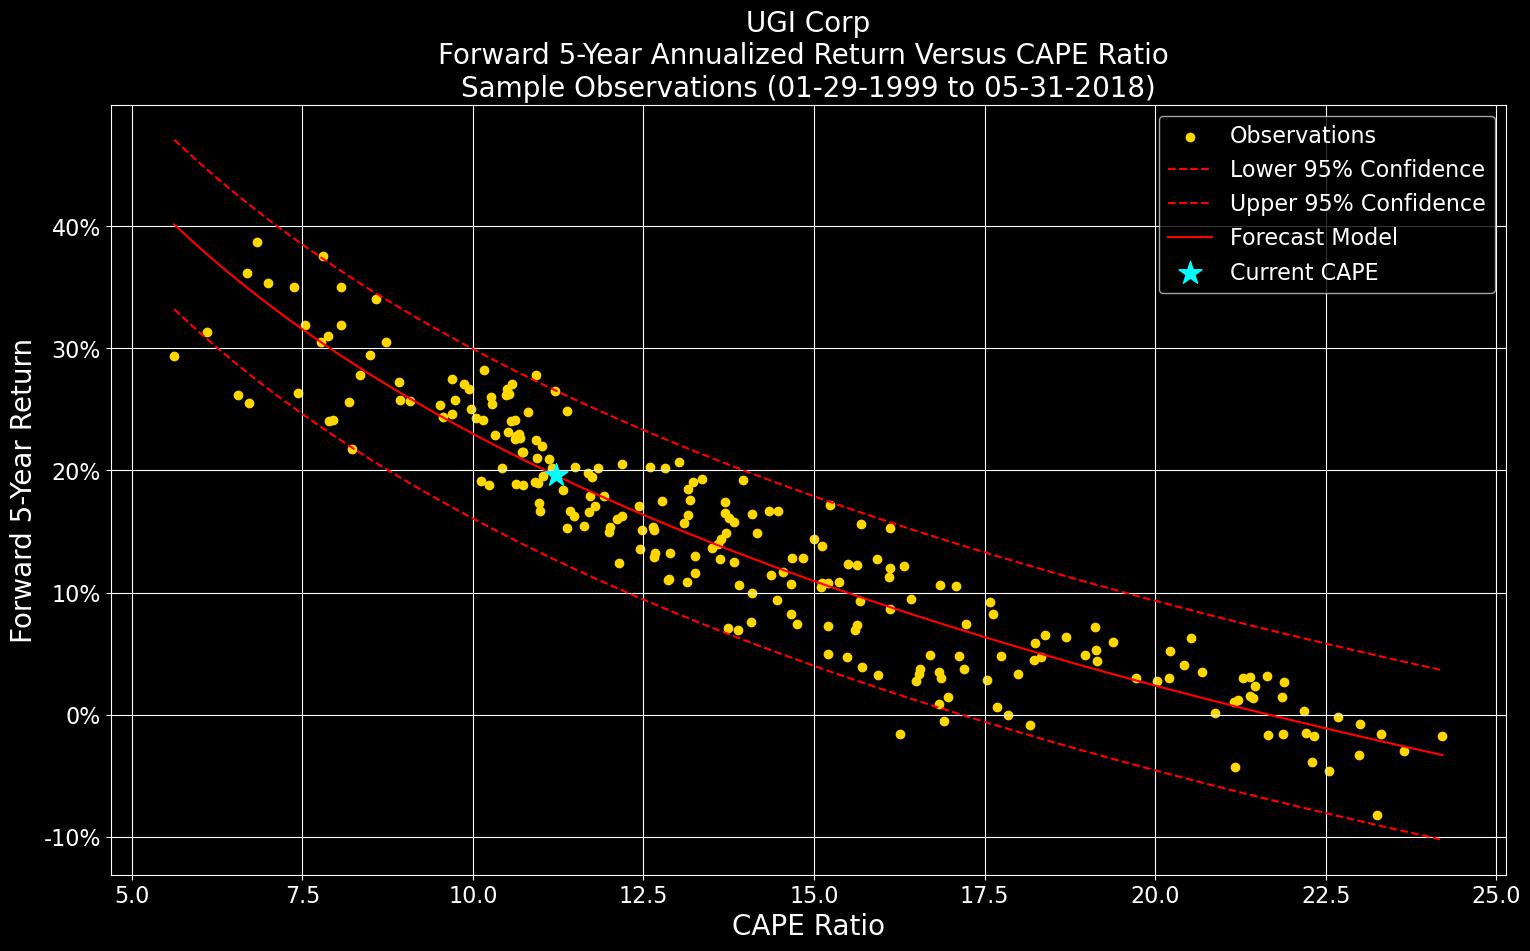 UGI Corp
Forward 5-Year Annualized Return Versus CAPE Ratio
Sample Observations (01-29-1999 to 05-31-2018)
Observations
Lower 95% Confidence
Upper 95% Confidence
Forecast Model
Current CAPE
Forward 5-Year Return
40%
30%
20%
10%
0%
-10%
5.0 7.5 10.0 12.5 15.0 17.5 20.0 22.5 25.0
CAPE Ratio